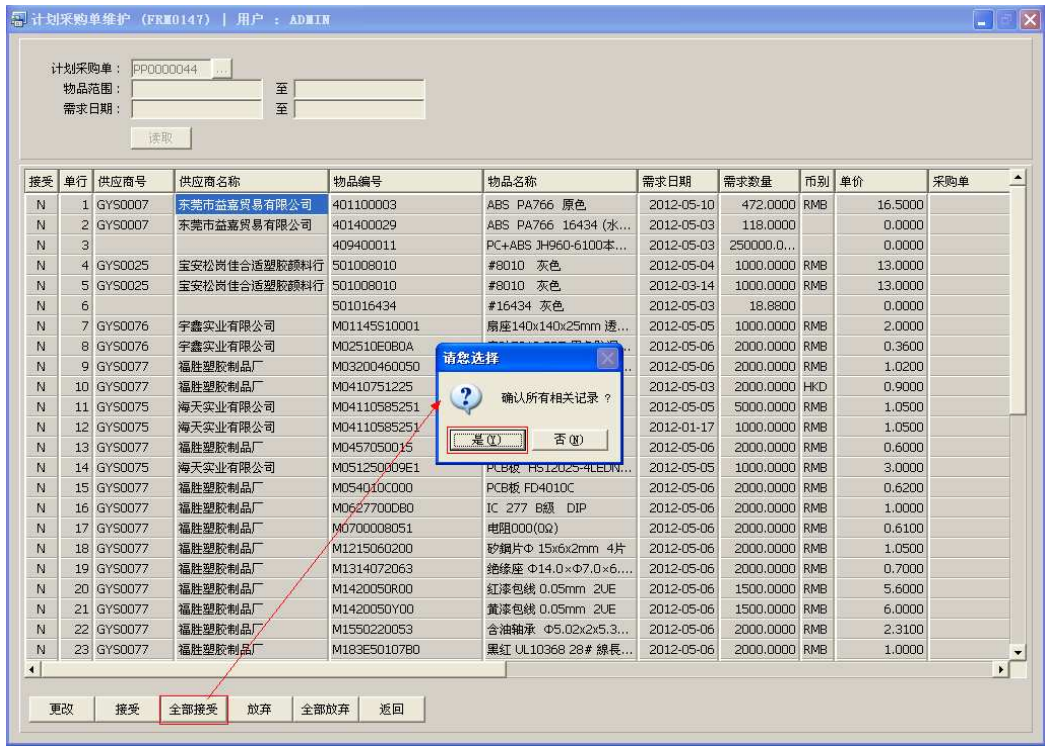 计划采购单维护 (FRM0147) | 用户 : ADMIN
计划采购单： PP0000044 ...
物品范围： 至
需求日期： 至
读取
接受 单行 供应商号 供应商名称 物品编号 物品名称 需求日期 需求数量 币别 单价 采购单
N 1 GYS0007 东莞市益嘉贸易有限公司 401100003 ABS PA766 原色 2012-05-10 472.0000 RMB 16.5000
N 2 GYS0007 东莞市益嘉贸易有限公司 401400029 ABS PA766 16434 (水... 2012-05-03 118.0000 0.0000
N 3 409400011 PC+ABS JH960-6100本... 2012-05-03 250000.0... 0.0000
N 4 GYS0025 宝安松岗佳合适塑胶颜料行 501008010 #8010 灰色 2012-05-04 1000.0000 RMB 13.0000
N 5 GYS0025 宝安松岗佳合适塑胶颜料行 501008010 #8010 灰色 2012-03-14 1000.0000 RMB 13.0000
N 6 501016434 #16434 灰色 2012-05-03 18.8800 0.0000
N 7 GYS0076 宇鑫实业有限公司 M01145S10001 扇座140x140x25mm 透... 2012-05-05 1000.0000 RMB 2.0000
N 8 GYS0076 宇鑫实业有限公司 M02510E0B0A 2012-05-06 2000.0000 RMB 0.3600
N 9 GYS0077 福胜塑胶制品厂 M03200460050 2012-05-06 2000.0000 RMB 1.0200
N 10 GYS0077 福胜塑胶制品厂 M0410751225 2012-05-03 2000.0000 HKD 0.9000
N 11 GYS0075 海天实业有限公司 M04110585251 2012-05-05 5000.0000 RMB 1.0500
N 12 GYS0075 海天实业有限公司 M04110585251 2012-01-17 1000.0000 RMB 1.0500
N 13 GYS0077 福胜塑胶制品厂 M0457050015 2012-05-06 2000.0000 RMB 0.6000
N 14 GYS0075 海天实业有限公司 M051250009E1 PCB板 HS12025-4LEDN... 2012-05-05 1000.0000 RMB 3.0000
N 15 GYS0077 福胜塑胶制品厂 M054010C000 PCB板 FD4010C 2012-05-06 2000.0000 RMB 0.6200
N 16 GYS0077 福胜塑胶制品厂 M0627700DB0 IC 277 B级 DIP 2012-05-06 2000.0000 RMB 1.0000
N 17 GYS0077 福胜塑胶制品厂 M0700008051 电阻000(0Ω) 2012-05-06 2000.0000 RMB 0.6100
N 18 GYS0077 福胜塑胶制品厂 M1215060200 矽鋼片Φ 15x6x2mm 4片 2012-05-06 2000.0000 RMB 1.0500
N 19 GYS0077 福胜塑胶制品厂 M1314072063 绝缘座 Φ14.0×Φ7.0×6.... 2012-05-06 2000.0000 RMB 0.7000
N 20 GYS0077 福胜塑胶制品厂 M1420050R00 红漆包线 0.05mm 2UE 2012-05-06 1500.0000 RMB 5.6000
N 21 GYS0077 福胜塑胶制品厂 M1420050Y00 黄漆包线 0.05mm 2UE 2012-05-06 1500.0000 RMB 6.0000
N 22 GYS0077 福胜塑胶制品厂 M1550220053 含油轴承 Φ5.02x2x5.3... 2012-05-06 2000.0000 RMB 2.3100
N 23 GYS0077 福胜塑胶制品厂 M183E50107B0 黑红 UL10368 28# 線長... 2012-05-06 2000.0000 RMB 1.0000
请您选择
确认所有相关记录 ?
是(Y) 否(N)
更改 接受 全部接受 放弃 全部放弃 返回